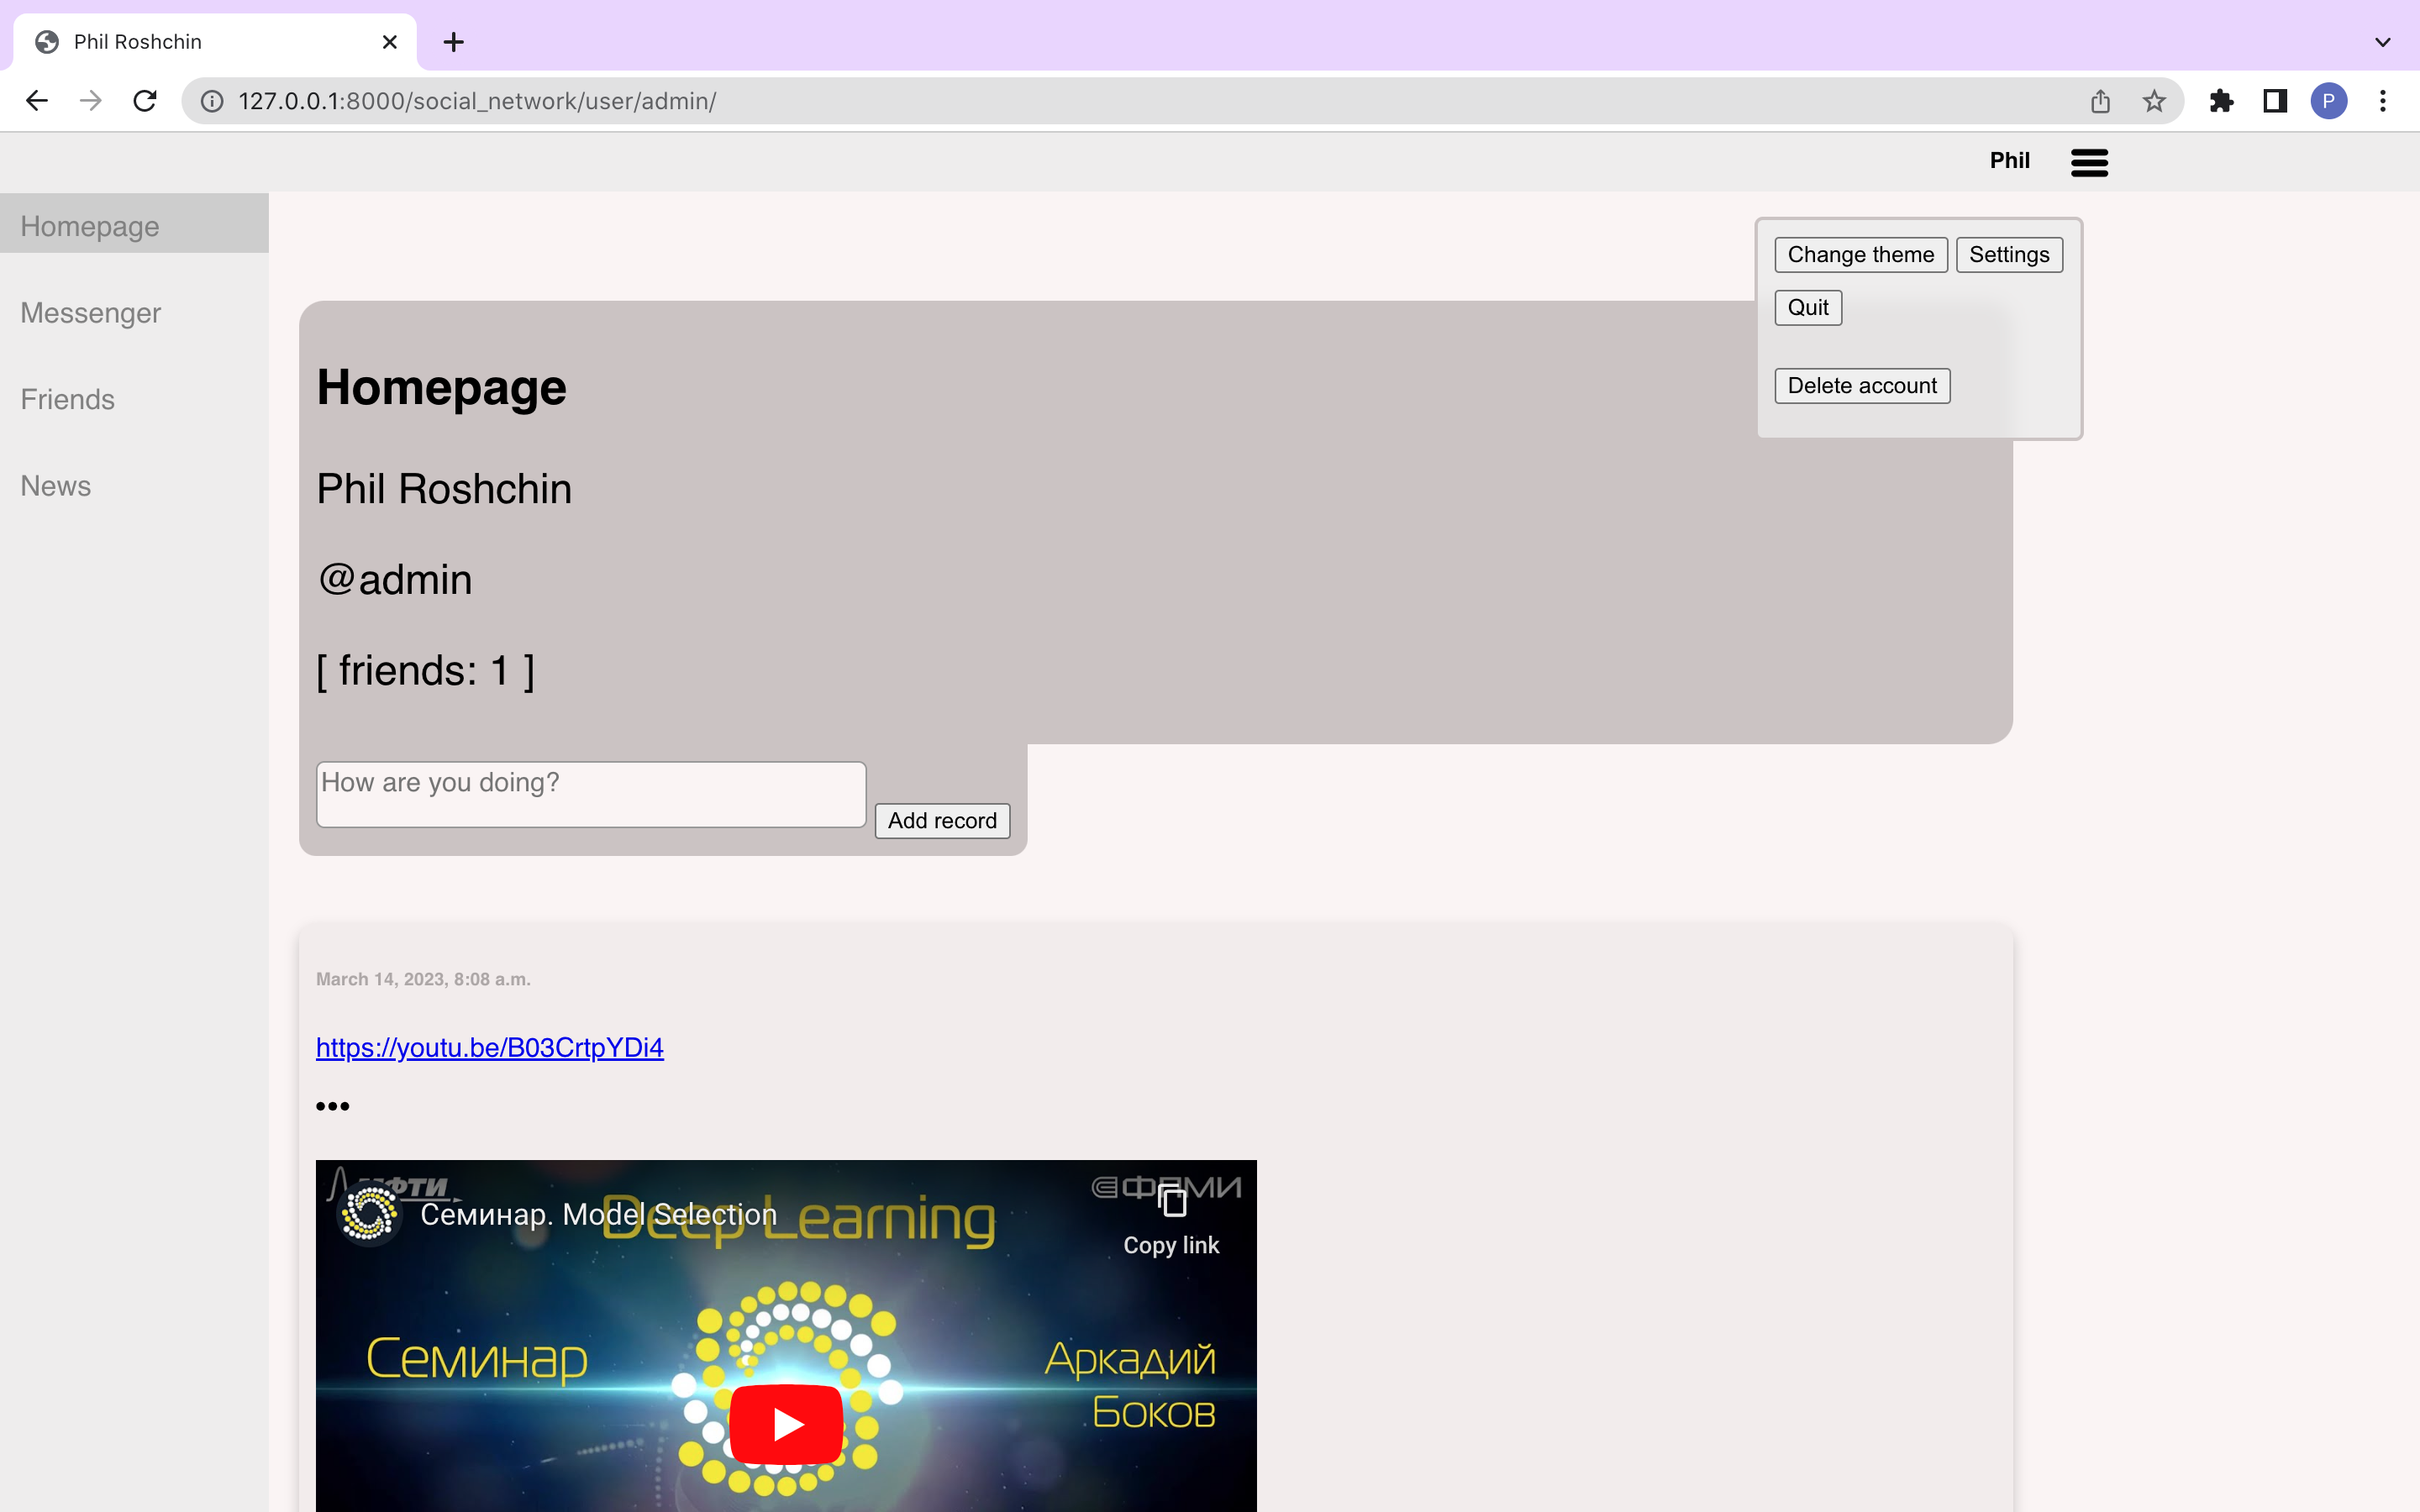 Phil Roshchin
127.0.0.1:8000/social_network/user/admin/
P
Phil
Homepage
Messenger
Friends
News
Change theme Settings
Quit
Delete account
Homepage
Phil Roshchin
@admin
[ friends: 1 ]
How are you doing?
Add record
March 14, 2023, 8:08 a.m.
https://youtu.be/B03CrtpYDi4
Семинар. Model Selection
Deep Learning
Copy link
Семинар
Аркадий
Боков